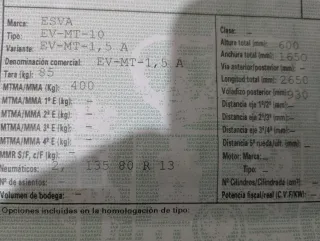 Marca: ESVA
Tipo: EV-MT-10
Variante: EV-MT-1,5 A
Denominación comercial: EV-MT-1,5 A
Tara (kg): 85
MTMA/MMA (Kg): 400
MTMA/MMA 1º E (kg): —
MTMA/MMA 2º E (kg): —
MTMA/MMA 3º E (kg): —
MTMA/MMA 4º E (kg): —
MMR S/F, c/F (kg): —
Neumáticos: 2, 135 80 R 13
Nº de asientos: —
Volumen de bodega: —
Opciones incluidas en la homologación de tipo:
Clase: —
Altura total (mm): 600
Anchura total (mm): 1650
Vía anterior/posterior (mm): —
Longitud total (mm): 2650
Voladizo posterior (mm): 930
Distancia eje 1º/2º (mm): —
Distancia eje 2º/3º (mm): —
Distancia eje 3º/4º (mm): —
Distancia 5ª rueda/últ. (mm): —
Motor: Marca: —
Tipo: —
Nº Cilindros/Cilindrada (cm³): —
Potencia fiscal/real (C.V.F/KW): —